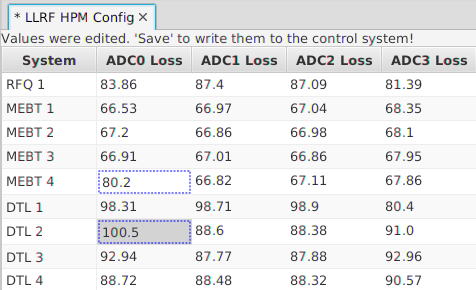 * LLRF HPM Config ✕
Values were edited. 'Save' to write them to the control system!
System ADC0 Loss ADC1 Loss ADC2 Loss ADC3 Loss
RFQ 1 83.86 87.4 87.09 81.39
MEBT 1 66.53 66.97 67.04 68.35
MEBT 2 67.2 66.86 66.98 68.1
MEBT 3 66.91 67.01 66.86 67.95
MEBT 4 80.2 66.82 67.11 67.86
DTL 1 98.31 98.71 98.9 80.4
DTL 2 100.5 88.6 88.38 91.0
DTL 3 92.94 87.77 87.88 92.96
DTL 4 88.72 88.48 88.32 90.57